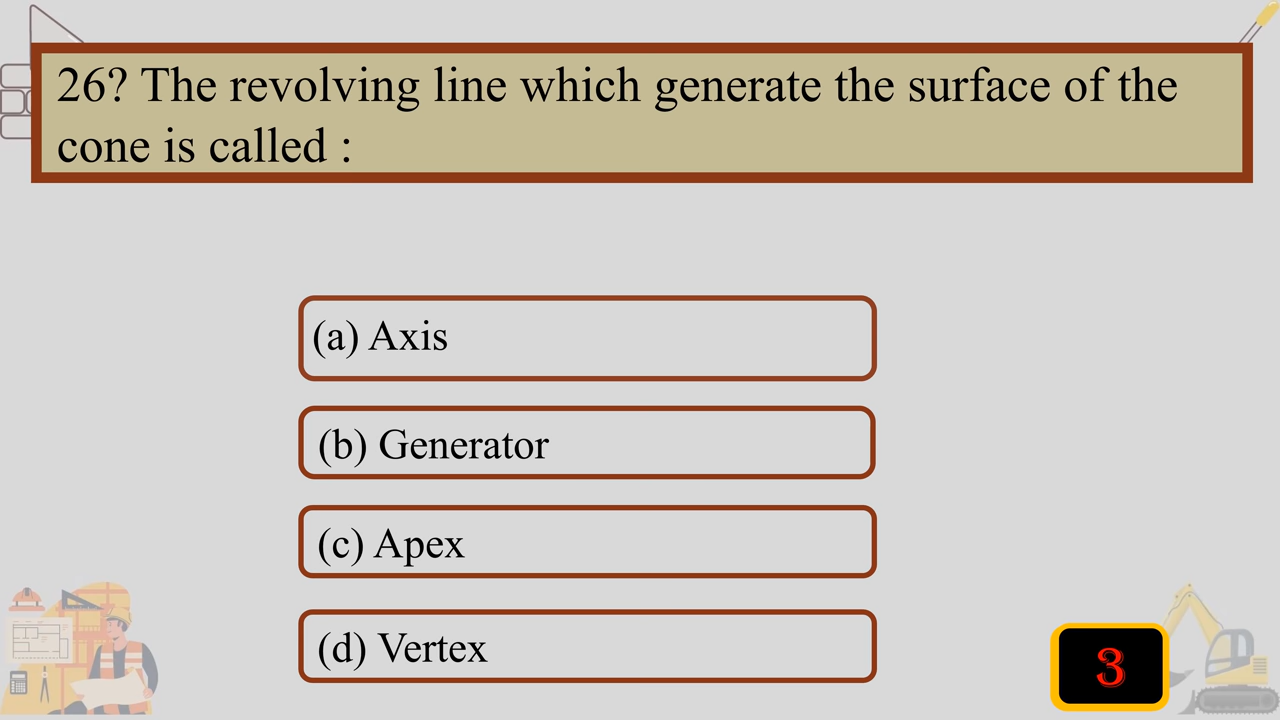 26? The revolving line which generate the surface of the
cone is called :
(a) Axis
(b) Generator
(c) Apex
(d) Vertex
3